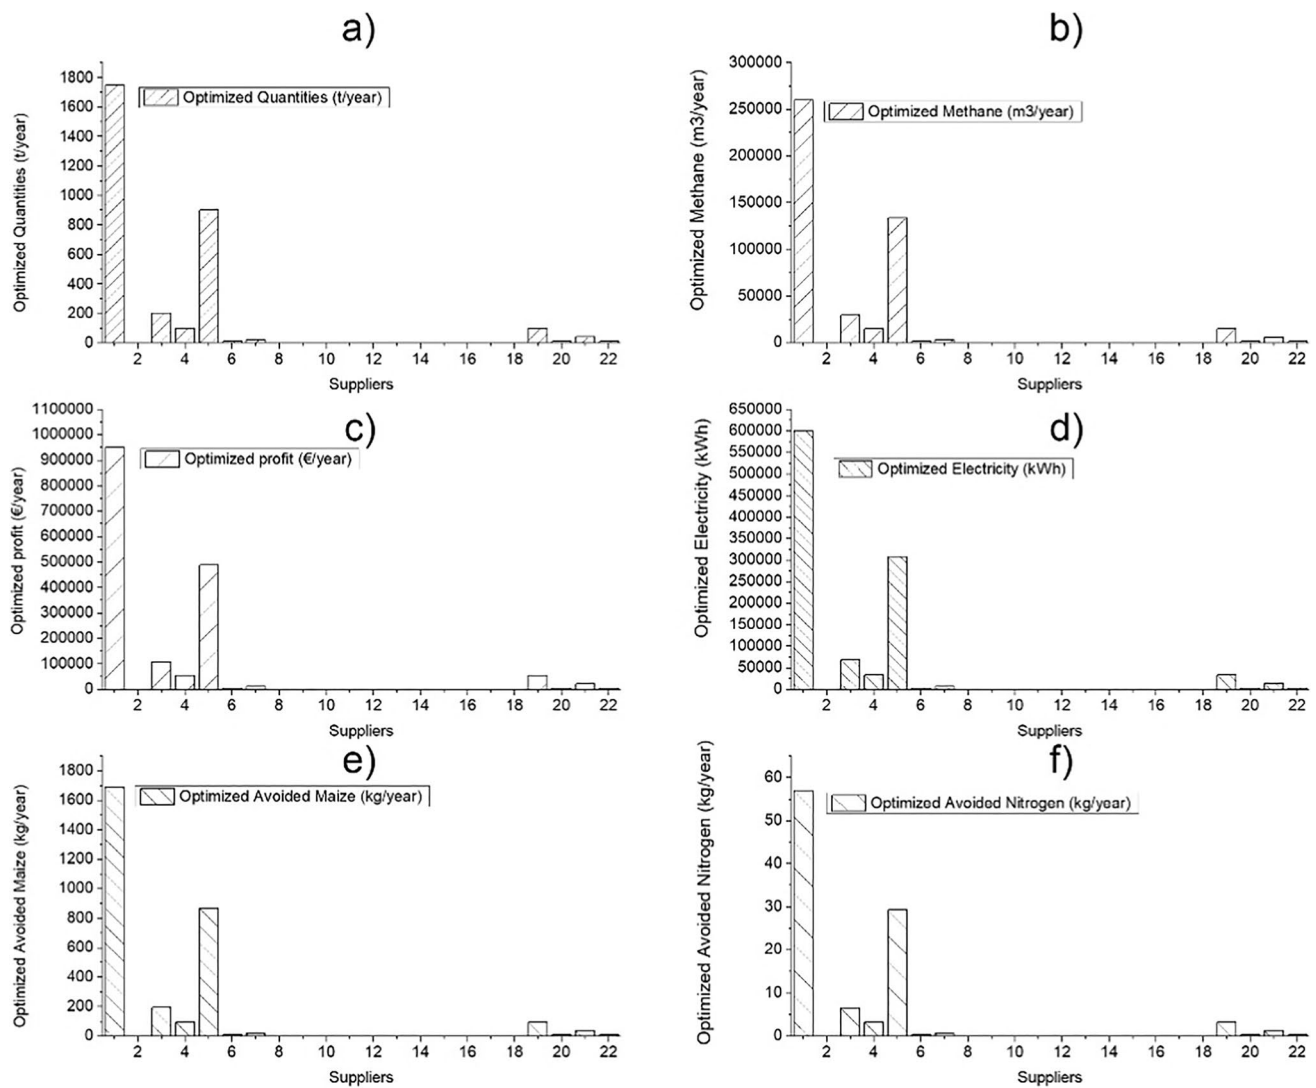 a)
Optimized Quantities (t/year)
1800
1600
1400
1200
1000
800
600
400
200
0
Optimized Quantities (t/year)
2 4 6 8 10 12 14 16 18 20 22
Suppliers
b)
Optimized Methane (m3/year)
300000
250000
200000
150000
100000
50000
0
Optimized Methane (m3/year)
2 4 6 8 10 12 14 16 18 20 22
Suppliers
c)
Optimized profit (€/year)
1100000
1000000
900000
800000
700000
600000
500000
400000
300000
200000
100000
0
Optimized profit (€/year)
2 4 6 8 10 12 14 16 18 20 22
Suppliers
d)
Optimized Electricity (kWh)
650000
600000
550000
500000
450000
400000
350000
300000
250000
200000
150000
100000
50000
0
Optimized Electricity (kWh)
2 4 6 8 10 12 14 16 18 20 22
Suppliers
e)
Optimized Avoided Maize (kg/year)
1800
1600
1400
1200
1000
800
600
400
200
0
Optimized Avoided Maize (kg/year)
2 4 6 8 10 12 14 16 18 20 22
Suppliers
f)
Optimized Avoided Nitrogen (kg/year)
60
50
40
30
20
10
0
Optimized Avoided Nitrogen (kg/year)
2 4 6 8 10 12 14 16 18 20 22
Suppliers